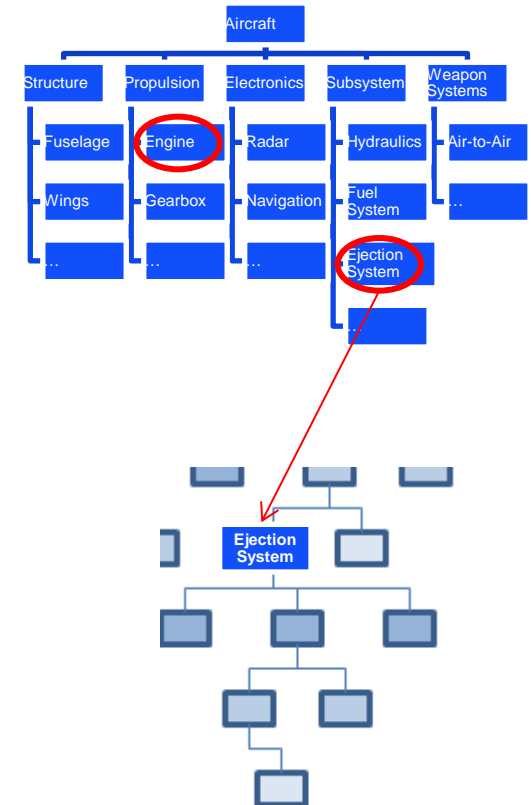 Aircraft
Structure
Propulsion
Electronics
Subsystem
Weapon
Systems
Fuselage
Engine
Radar
Hydraulics
Air-to-Air
Wings
Gearbox
Navigation
Fuel
System
…
…
…
…
Ejection
System
…
Ejection
System